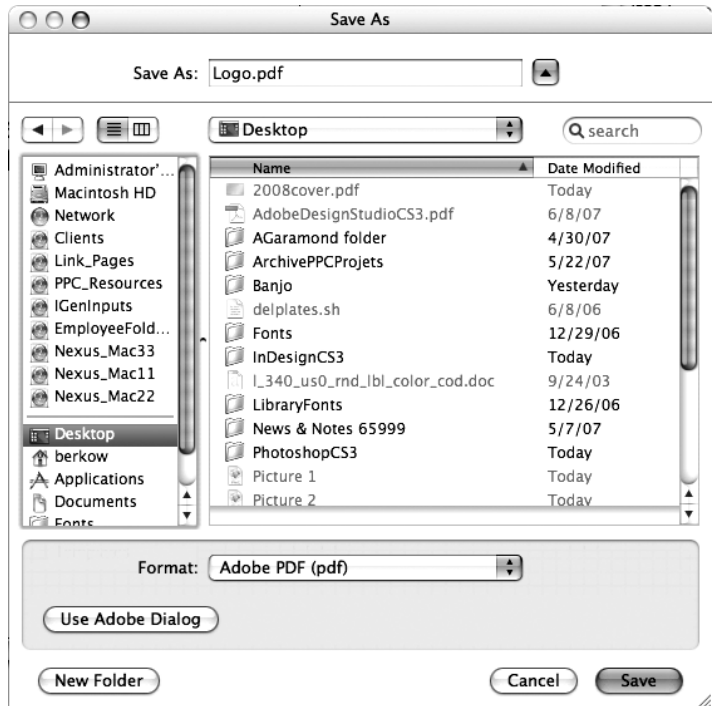 Save As
Save As: Logo.pdf
Desktop
search
Administrator'...
Macintosh HD
Network
Clients
Link_Pages
PPC_Resources
IGenInputs
EmployeeFold...
Nexus_Mac33
Nexus_Mac11
Nexus_Mac22
Desktop
berkow
Applications
Documents
Fonts
Name Date Modified
2008cover.pdf Today
AdobeDesignStudioCS3.pdf 6/8/07
AGaramond folder 4/30/07
ArchivePPCProjets 5/22/07
Banjo Yesterday
delplates.sh 6/8/06
Fonts 12/29/06
InDesignCS3 Today
l_340_us0_rnd_lbl_color_cod.doc 9/24/03
LibraryFonts 12/26/06
News & Notes 65999 5/7/07
PhotoshopCS3 Today
Picture 1 Today
Picture 2 Today
Format: Adobe PDF (pdf)
Use Adobe Dialog
New Folder Cancel Save